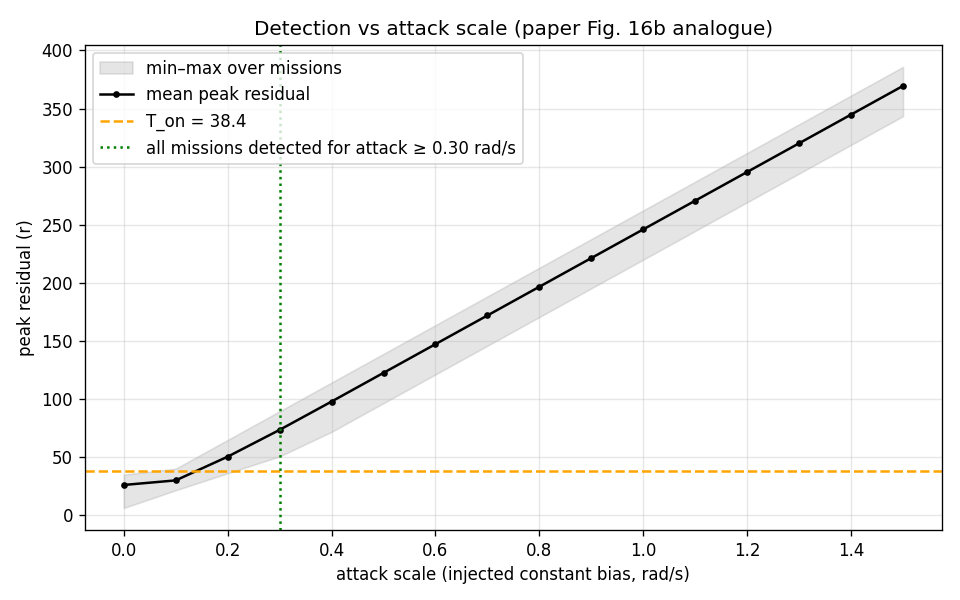 Detection vs attack scale (paper Fig. 16b analogue)
min–max over missions
mean peak residual
T_on = 38.4
all missions detected for attack ≥ 0.30 rad/s
peak residual (r)
400
350
300
250
200
150
100
50
0
0.0 0.2 0.4 0.6 0.8 1.0 1.2 1.4
attack scale (injected constant bias, rad/s)